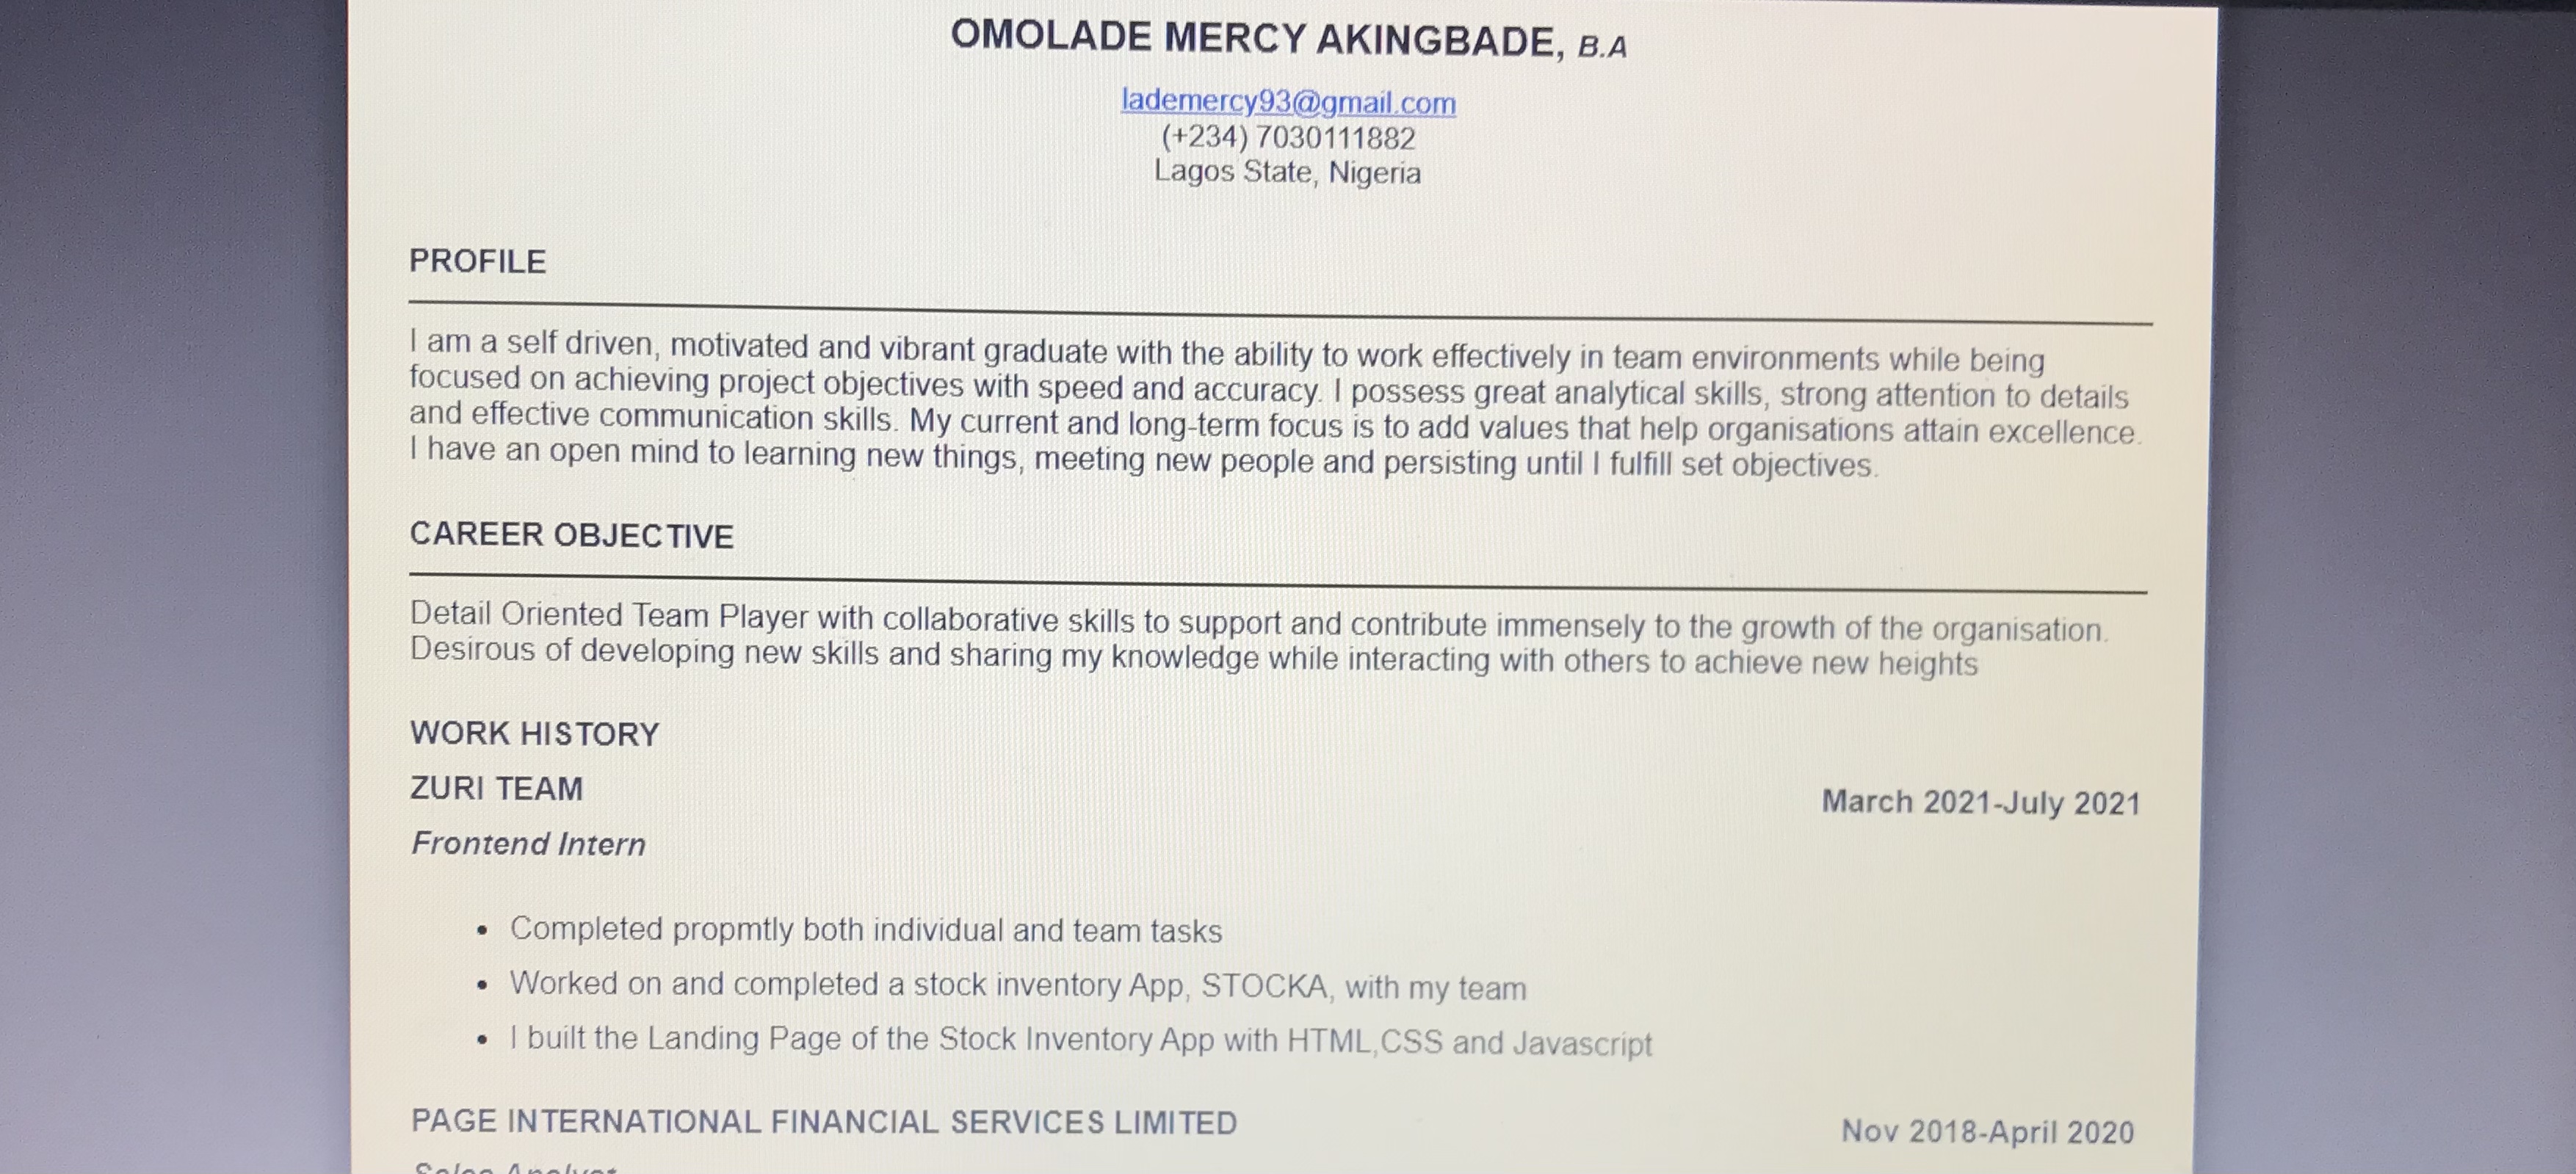 OMOLADE MERCY AKINGBADE, B.A
lademercy93@gmail.com
(+234) 7030111882
Lagos State, Nigeria
PROFILE
I am a self driven, motivated and vibrant graduate with the ability to work effectively in team environments while being
focused on achieving project objectives with speed and accuracy. I possess great analytical skills, strong attention to details
and effective communication skills. My current and long-term focus is to add values that help organisations attain excellence.
I have an open mind to learning new things, meeting new people and persisting until I fulfill set objectives.
CAREER OBJECTIVE
Detail Oriented Team Player with collaborative skills to support and contribute immensely to the growth of the organisation.
Desirous of developing new skills and sharing my knowledge while interacting with others to achieve new heights
WORK HISTORY
ZURI TEAM
March 2021-July 2021
Frontend Intern
• Completed propmtly both individual and team tasks
• Worked on and completed a stock inventory App, STOCKA, with my team
• I built the Landing Page of the Stock Inventory App with HTML,CSS and Javascript
PAGE INTERNATIONAL FINANCIAL SERVICES LIMITED
Nov 2018-April 2020
Sales Analyst